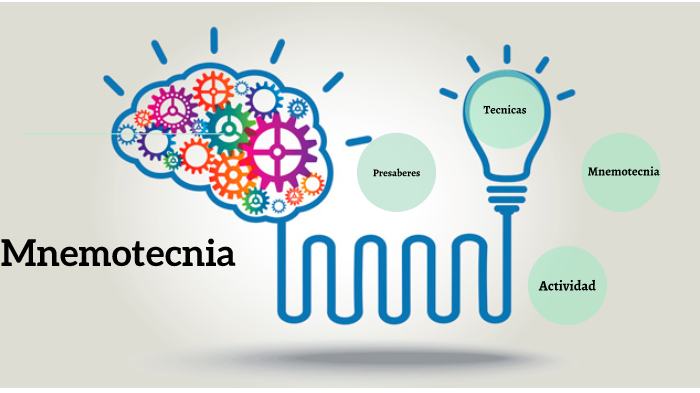 Mnemotecnia
Presaberes
Tecnicas
Mnemotecnia
Actividad